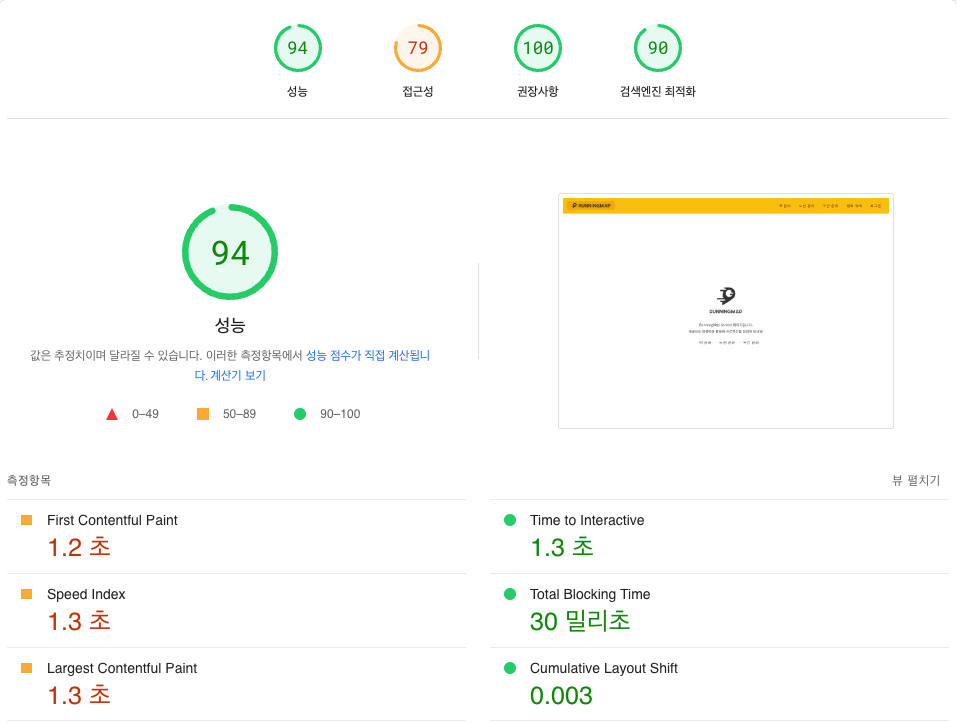 94
79
100
90
성능
접근성
권장사항
검색엔진 최적화
94
성능
값은 추정치이며 달라질 수 있습니다. 이러한 측정항목에서 성능 점수가 직접 계산됩니
다. 계산기 보기
0–49
50–89
90–100
RUNNINGMAP
RUNNINGMAP
측정항목
뷰 펼치기
First Contentful Paint
1.2 초
Time to Interactive
1.3 초
Speed Index
1.3 초
Total Blocking Time
30 밀리초
Largest Contentful Paint
1.3 초
Cumulative Layout Shift
0.003